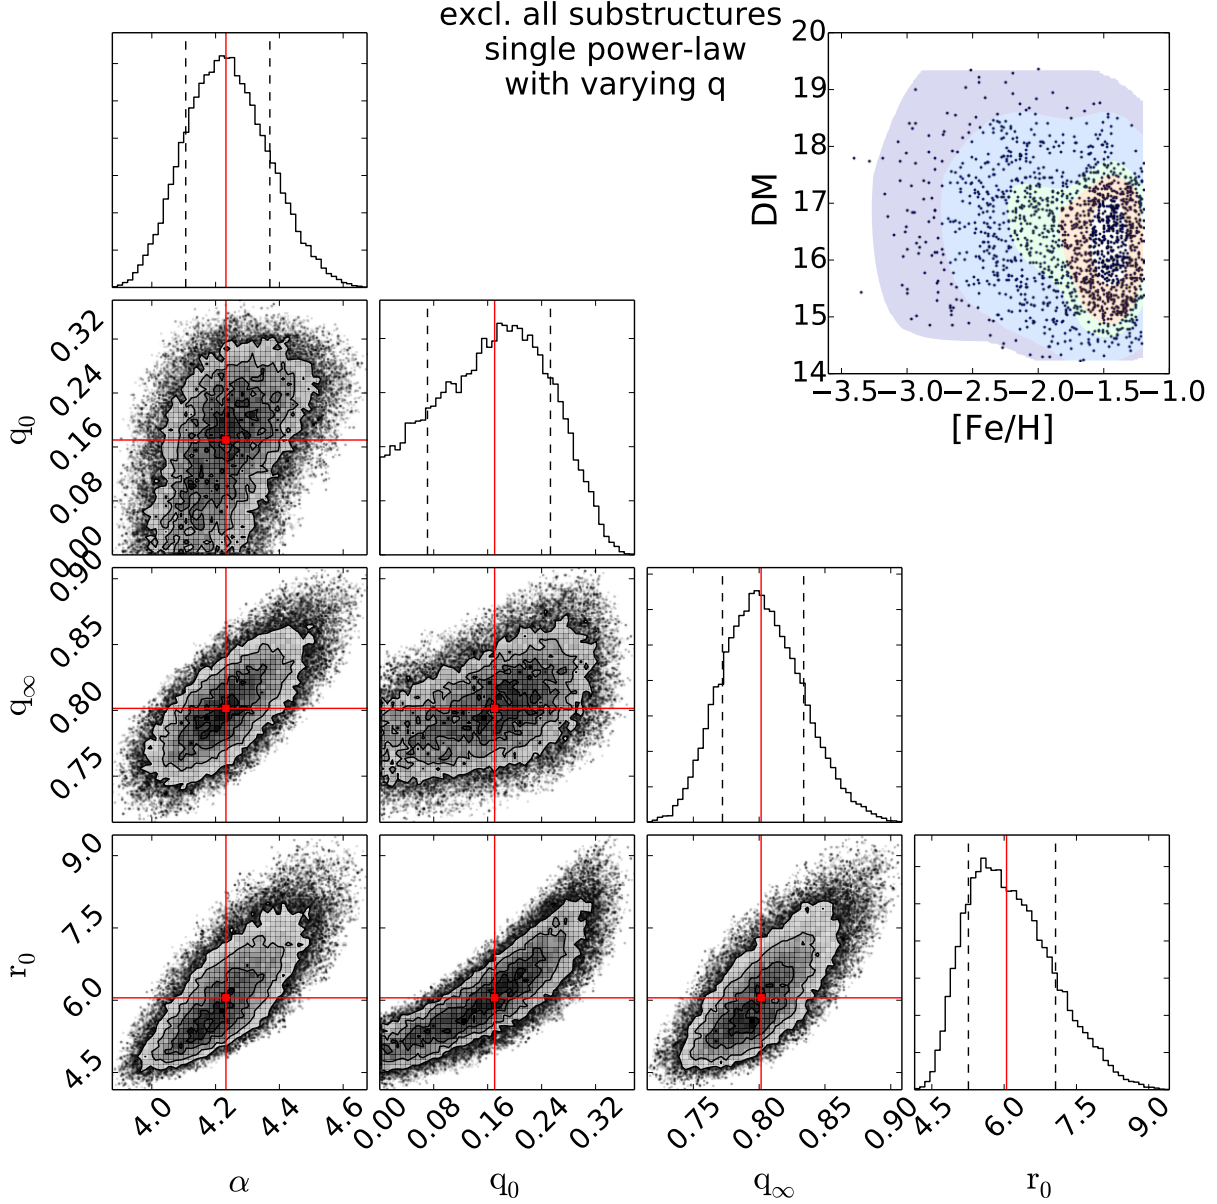 excl. all substructures
single power-law
with varying q
20
19
18
17
16
15
14
DM
−3.5 −3.0 −2.5 −2.0 −1.5 −1.0
[Fe/H]
0.32
0.24
0.16
0.08
0.00
q₀
0.90
0.85
0.80
0.75
q∞
9.0
7.5
6.0
4.5
r₀
4.0 4.2 4.4 4.6
0.00 0.08 0.16 0.24 0.32
0.75 0.80 0.85 0.90
4.5 6.0 7.5 9.0
α
q₀
q∞
r₀